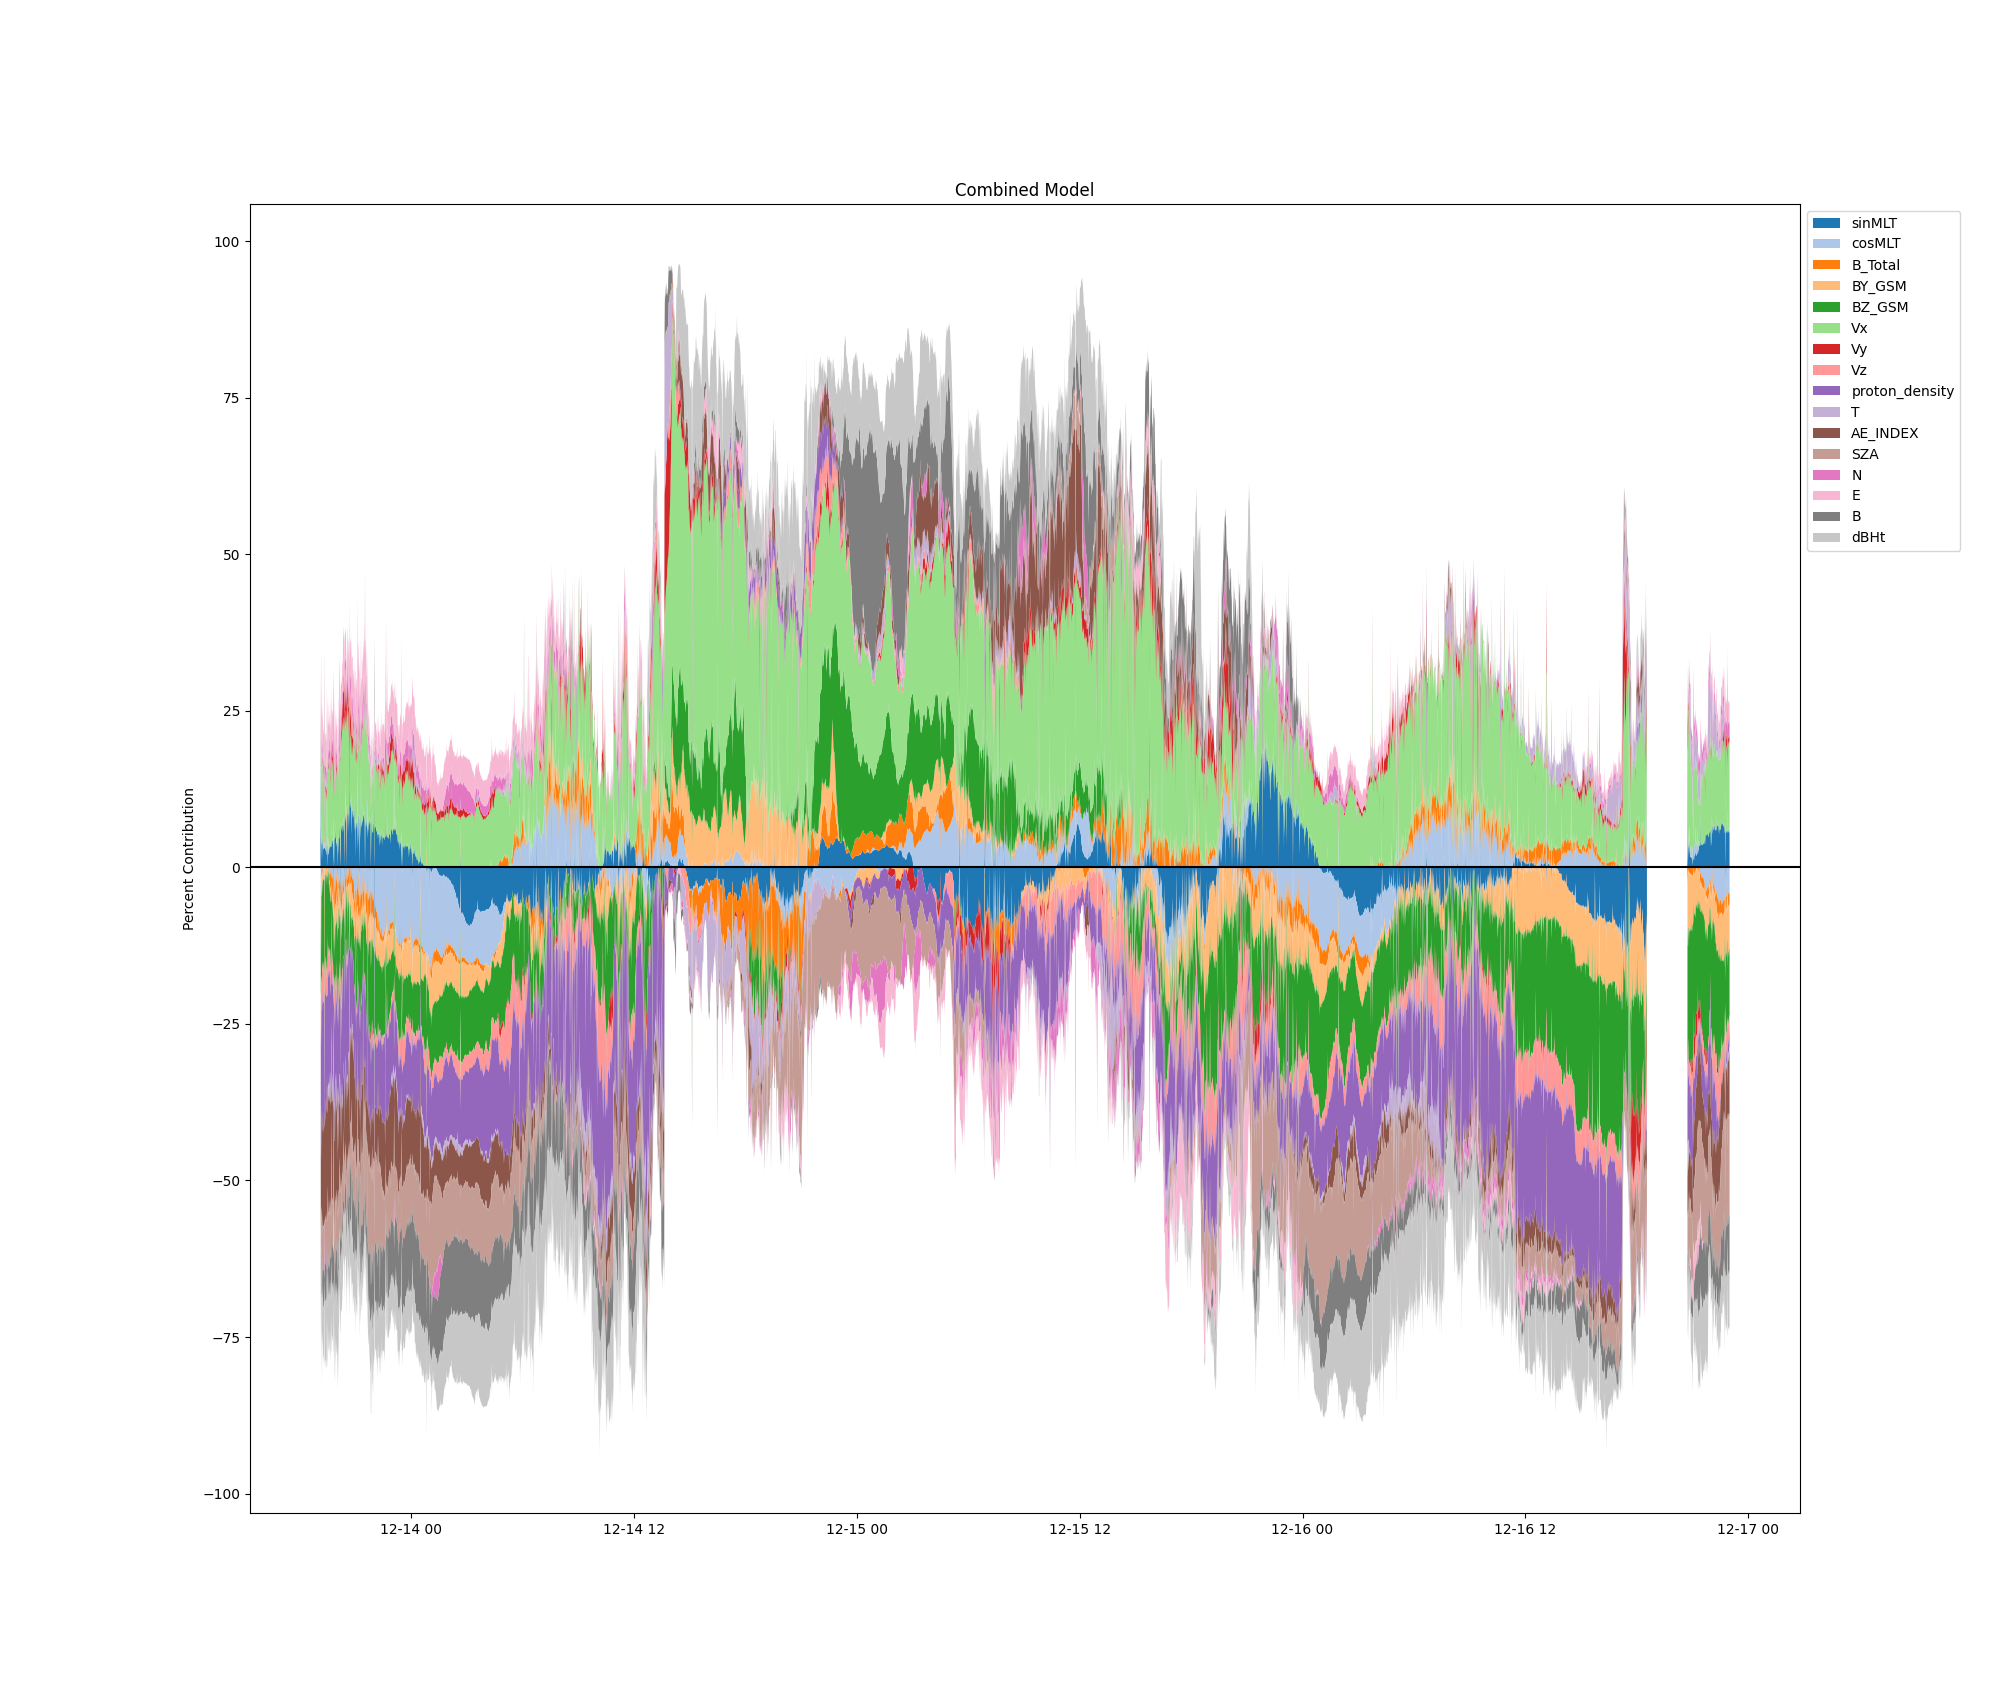 Combined Model
Percent Contribution
100
75
50
25
0
−25
−50
−75
−100
12-14 00
12-14 12
12-15 00
12-15 12
12-16 00
12-16 12
12-17 00
sinMLT
cosMLT
B_Total
BY_GSM
BZ_GSM
Vx
Vy
Vz
proton_density
T
AE_INDEX
SZA
N
E
B
dBHt